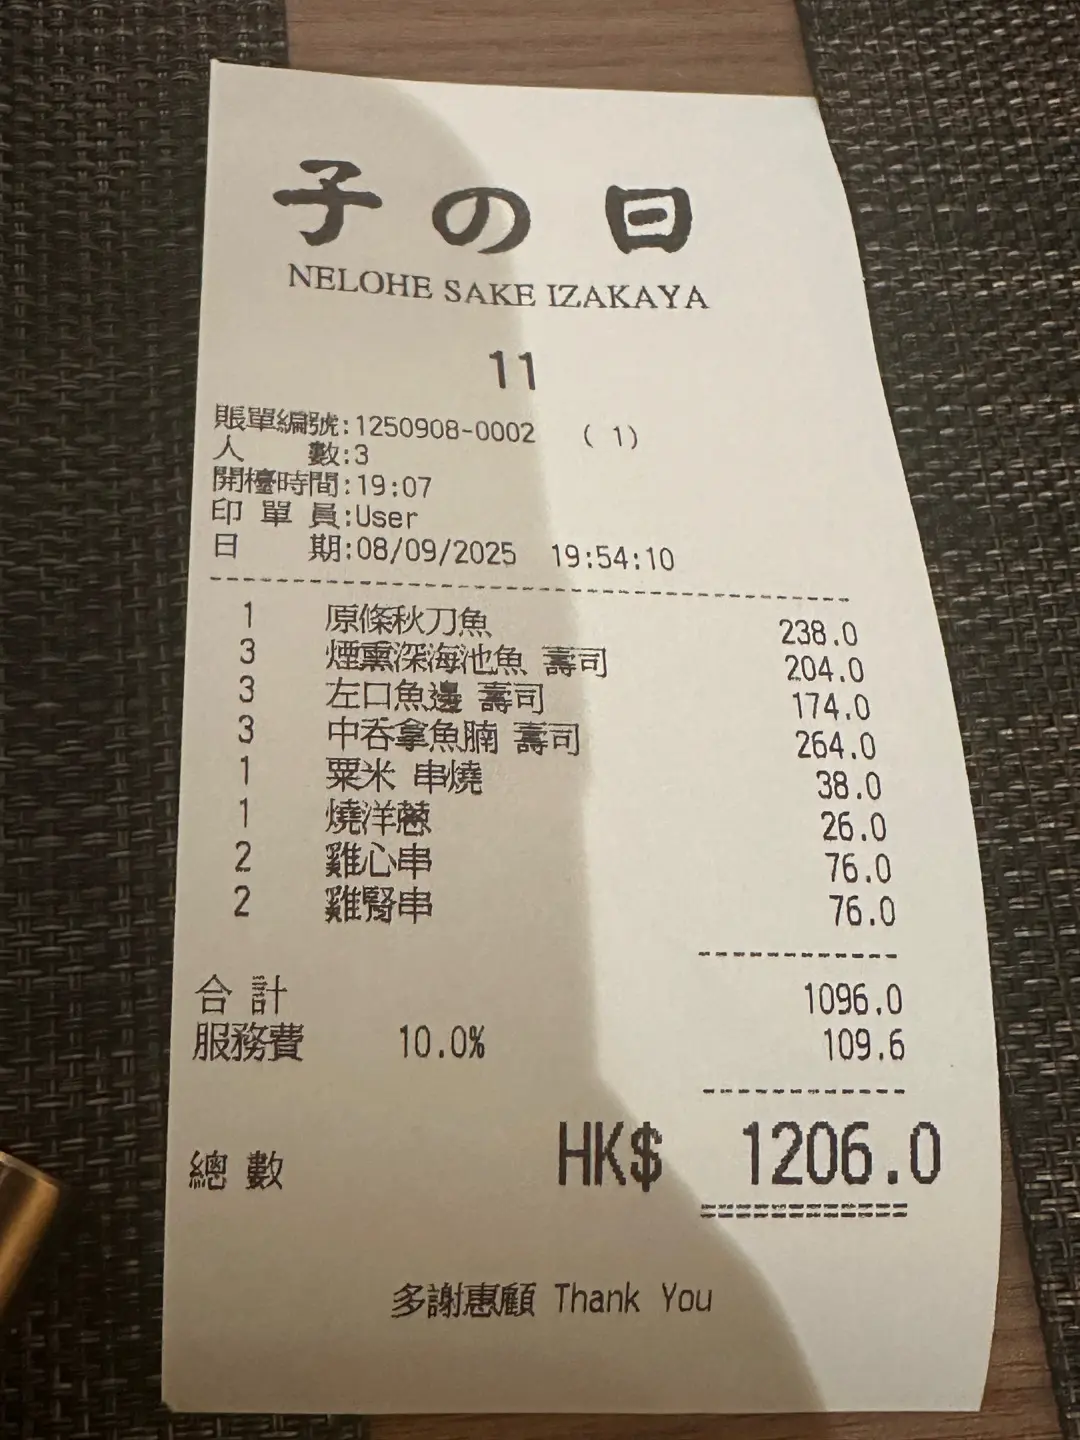 子の日
NELOHE SAKE IZAKAYA
11
賬單編號:1250908-0002 ( 1)
人 數:3
開檯時間:19:07
印 單 員:User
日 期:08/09/2025 19:54:10
1 原條秋刀魚 238.0
3 煙熏深海池魚 壽司 204.0
3 左口魚邊 壽司 174.0
3 中吞拿魚腩 壽司 264.0
1 粟米 串燒 38.0
1 燒洋蔥 26.0
2 雞心串 76.0
2 雞腎串 76.0
合 計 1096.0
服務費 10.0% 109.6
總 數 HK$ 1206.0
多謝惠顧 Thank You